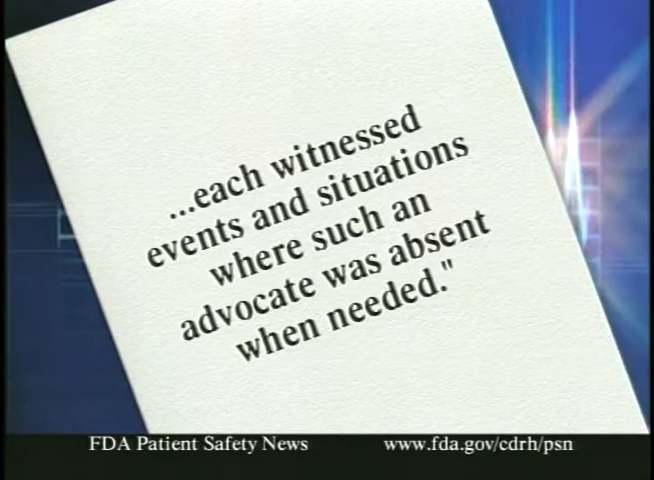 ...each witnessed
events and situations
where such an
advocate was absent
when needed."
FDA Patient Safety News www.fda.gov/cdrh/psn